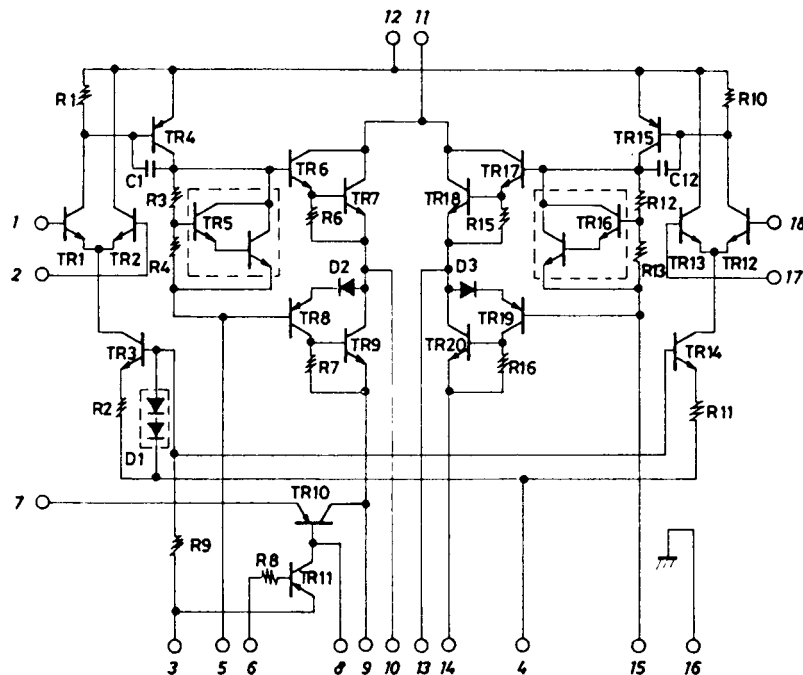 12 11
R1 R10
TR4 TR15
TR6 TR17
C1 C12
TR7 TR18
R3 R12
TR5 R6 R15 TR16
1 18
R4 R13
TR1 TR2 TR13 TR12
2 D2 D3 17
TR8 TR19
TR3 TR9 TR20 TR14
R7 R16
R2 R11
D1
7 TR10
R9 R8
TR11
3 5 6 8 9 10 13 14 4 15 16